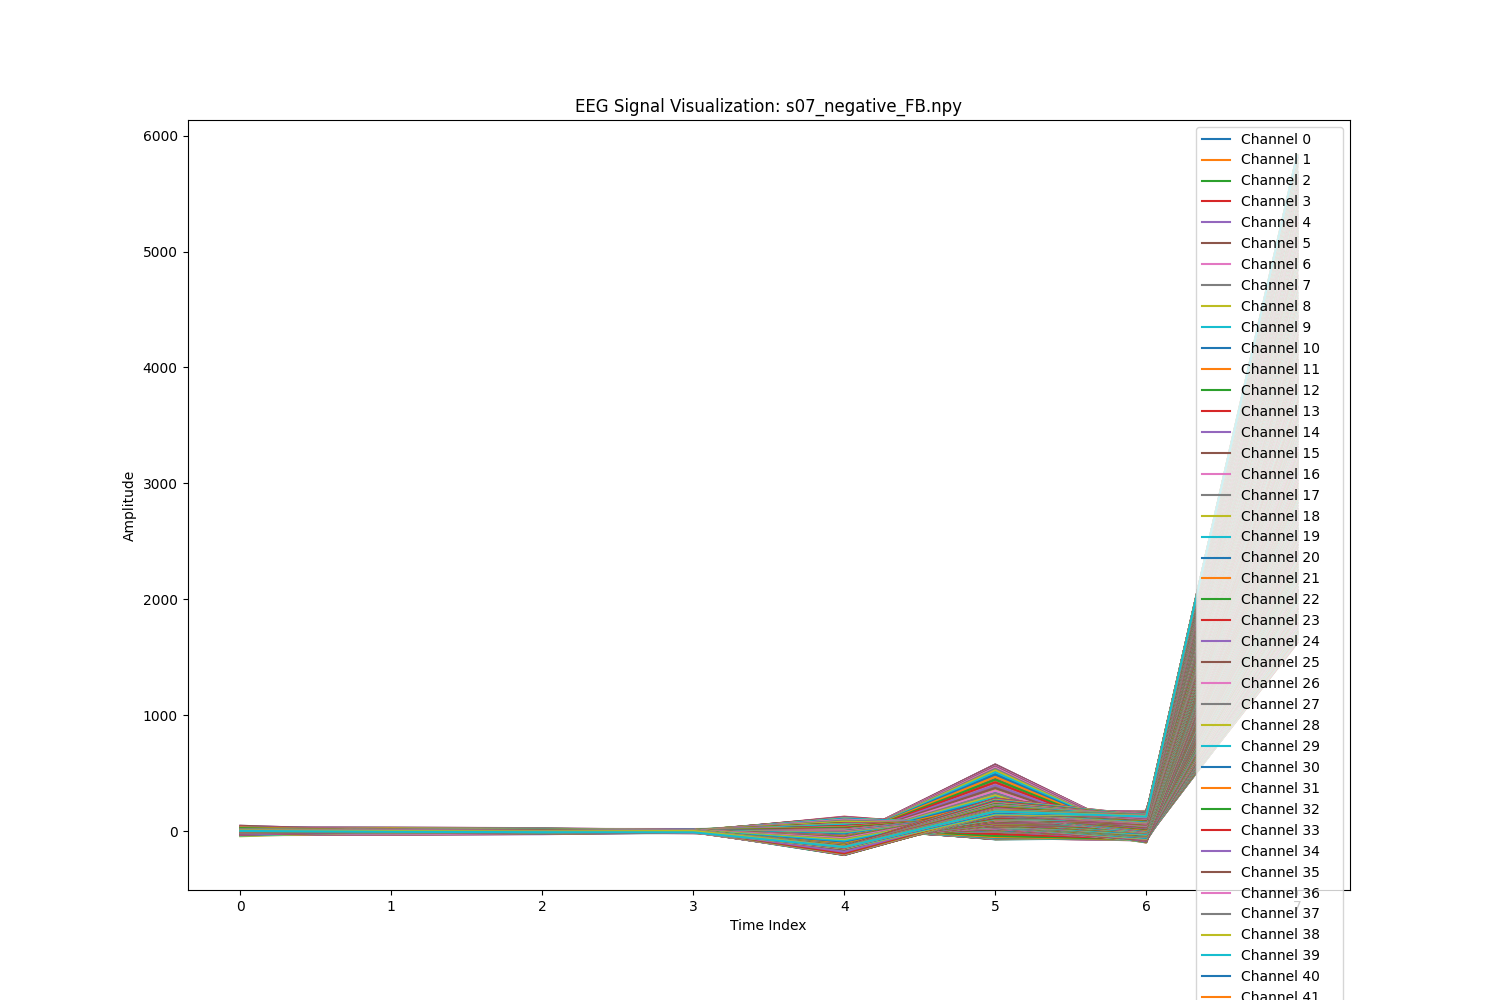 EEG Signal Visualization: s07_negative_FB.npy
6000
5000
4000
3000
2000
1000
0
Amplitude
0
1
2
3
4
5
6
7
Time Index
Channel 0
Channel 1
Channel 2
Channel 3
Channel 4
Channel 5
Channel 6
Channel 7
Channel 8
Channel 9
Channel 10
Channel 11
Channel 12
Channel 13
Channel 14
Channel 15
Channel 16
Channel 17
Channel 18
Channel 19
Channel 20
Channel 21
Channel 22
Channel 23
Channel 24
Channel 25
Channel 26
Channel 27
Channel 28
Channel 29
Channel 30
Channel 31
Channel 32
Channel 33
Channel 34
Channel 35
Channel 36
Channel 37
Channel 38
Channel 39
Channel 40
Channel 41